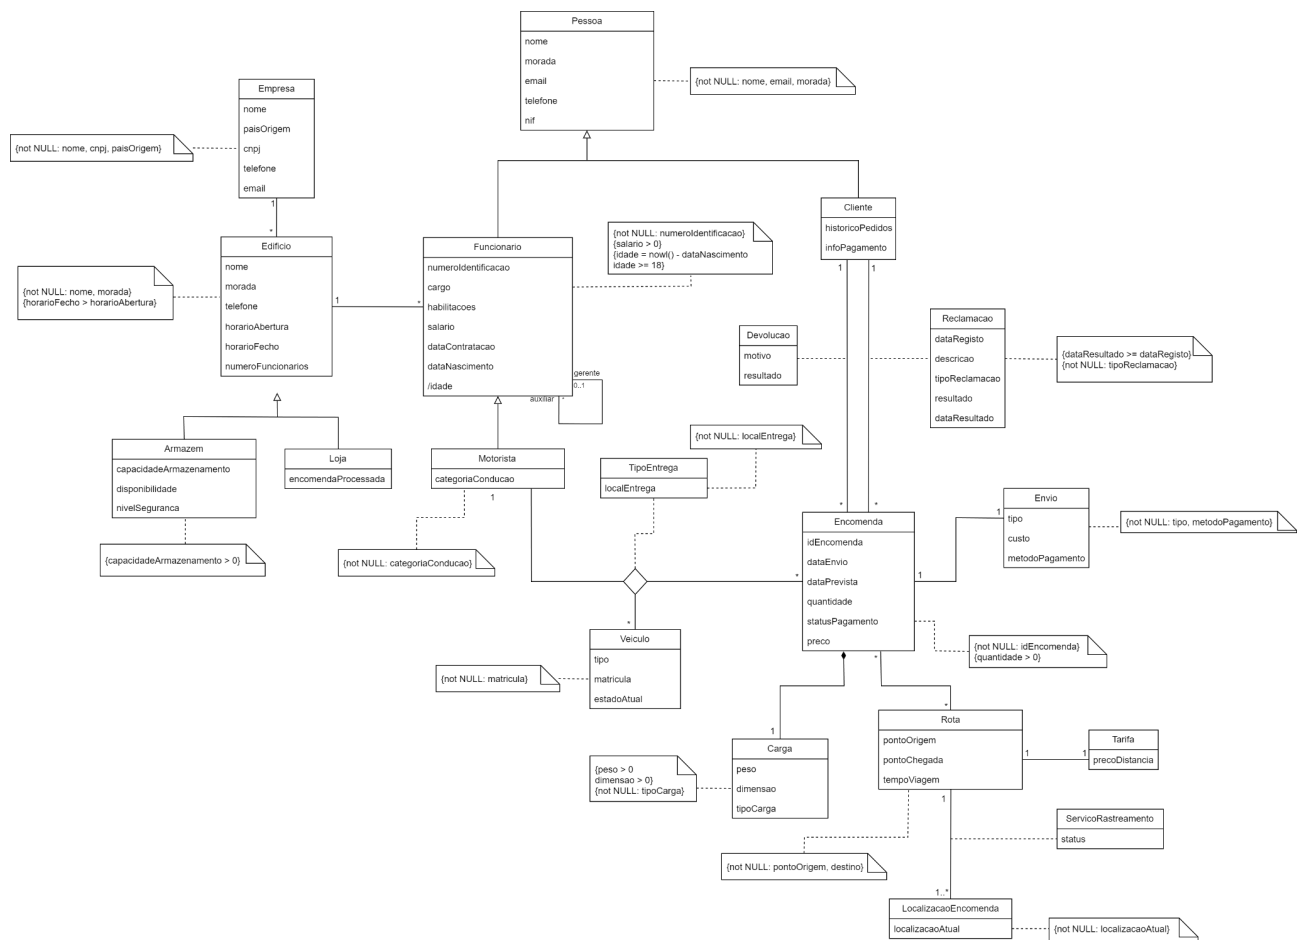 Pessoa
nome
morada
email
telefone
nif
{not NULL: nome, email, morada}
Empresa
nome
paisOrigem
cnpj
telefone
email
{not NULL: nome, cnpj, paisOrigem}
1
*
Edificio
nome
morada
telefone
horarioAbertura
horarioFecho
numeroFuncionarios
{not NULL: nome, morada}
{horarioFecho > horarioAbertura}
1
*
Funcionario
numeroIdentificacao
cargo
habilitacoes
salario
dataContratacao
dataNascimento
/idade
{not NULL: numeroIdentificacao}
{salario > 0}
{idade = nowl() - dataNascimento
idade >= 18}
gerente
0..1
auxiliar
*
Cliente
historicoPedidos
infoPagamento
1
1
Devolucao
motivo
resultado
Reclamacao
dataRegisto
descricao
tipoReclamacao
resultado
dataResultado
{dataResultado >= dataRegisto}
{not NULL: tipoReclamacao}
Armazem
capacidadeArmazenamento
disponibilidade
nivelSeguranca
{capacidadeArmazenamento > 0}
Loja
encomendaProcessada
Motorista
categoriaConducao
1
{not NULL: categoriaConducao}
TipoEntrega
localEntrega
{not NULL: localEntrega}
*
*
Encomenda
idEncomenda
dataEnvio
dataPrevista
quantidade
statusPagamento
preco
*
1
1
Envio
tipo
custo
metodoPagamento
{not NULL: tipo, metodoPagamento}
{not NULL: idEncomenda}
{quantidade > 0}
*
Veiculo
tipo
matricula
estadoAtual
{not NULL: matricula}
*
*
1
Carga
peso
dimensao
tipoCarga
{peso > 0
dimensao > 0}
{not NULL: tipoCarga}
Rota
pontoOrigem
pontoChegada
tempoViagem
1
1
Tarifa
precoDistancia
1
{not NULL: pontoOrigem, destino}
ServicoRastreamento
status
1..*
LocalizacaoEncomenda
localizacaoAtual
{not NULL: localizacaoAtual}